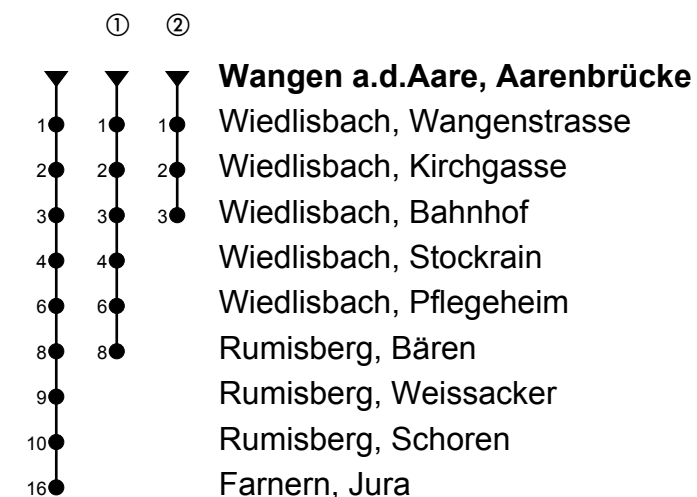 ① ②
Wangen a.d.Aare, Aarenbrücke
1 1 1 Wiedlisbach, Wangenstrasse
2 2 2 Wiedlisbach, Kirchgasse
3 3 3 Wiedlisbach, Bahnhof
4 4 Wiedlisbach, Stockrain
6 6 Wiedlisbach, Pflegeheim
8 8 Rumisberg, Bären
9 Rumisberg, Weissacker
10 Rumisberg, Schoren
16 Farnern, Jura